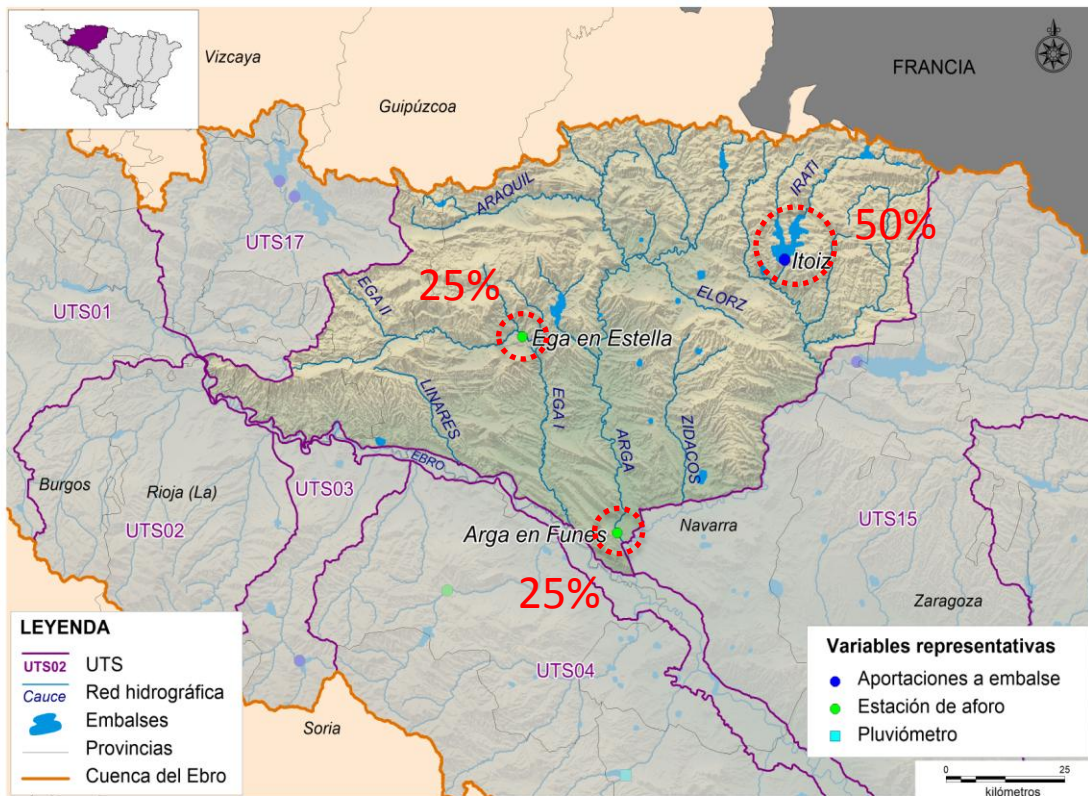 Vizcaya
FRANCIA
Guipúzcoa
IRATI
ARAQUIL
50%
UTS17
Itoiz
25%
EGA II
ELORZ
UTS01
Ega en Estella
LINARES
EGA I
ARGA
ZIDACOS
EBRO
Burgos
Rioja (La)
UTS03
UTS02
Arga en Funes
Navarra
UTS15
25%
Zaragoza
UTS04
Soria
LEYENDA
UTS02 UTS
Cauce Red hidrográfica
Embalses
Provincias
Cuenca del Ebro
Variables representativas
Aportaciones a embalse
Estación de aforo
Pluviómetro
0 25
kilómetros